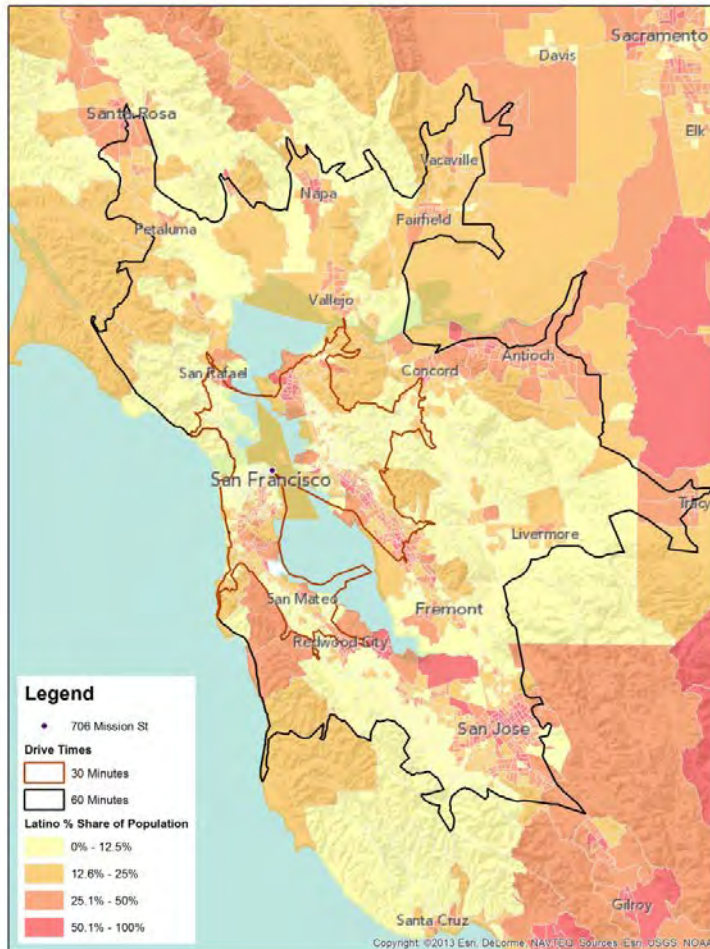 Sacramento
Davis
Elk
Santa Rosa
Vacaville
Napa
Fairfield
Petaluma
Vallejo
San Rafael
Concord
Antioch
San Francisco
Tracy
Livermore
San Mateo
Fremont
Redwood City
San Jose
Gilroy
Santa Cruz
Legend
706 Mission St
Drive Times
30 Minutes
60 Minutes
Latino % Share of Population
0% - 12.5%
12.6% - 25%
25.1% - 50%
50.1% - 100%
Copyright: ©2013 Esri, DeLorme, NAVTEQ, Sources: Esri, USGS, NOAA